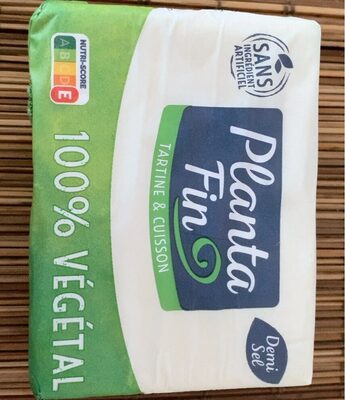 SANS
INGRÉDIENT
ARTIFICIEL
NUTRI-SCORE
A B C D E
Planta
Fin
TARTINE & CUISSON
Demi
Sel
100% VÉGÉTAL